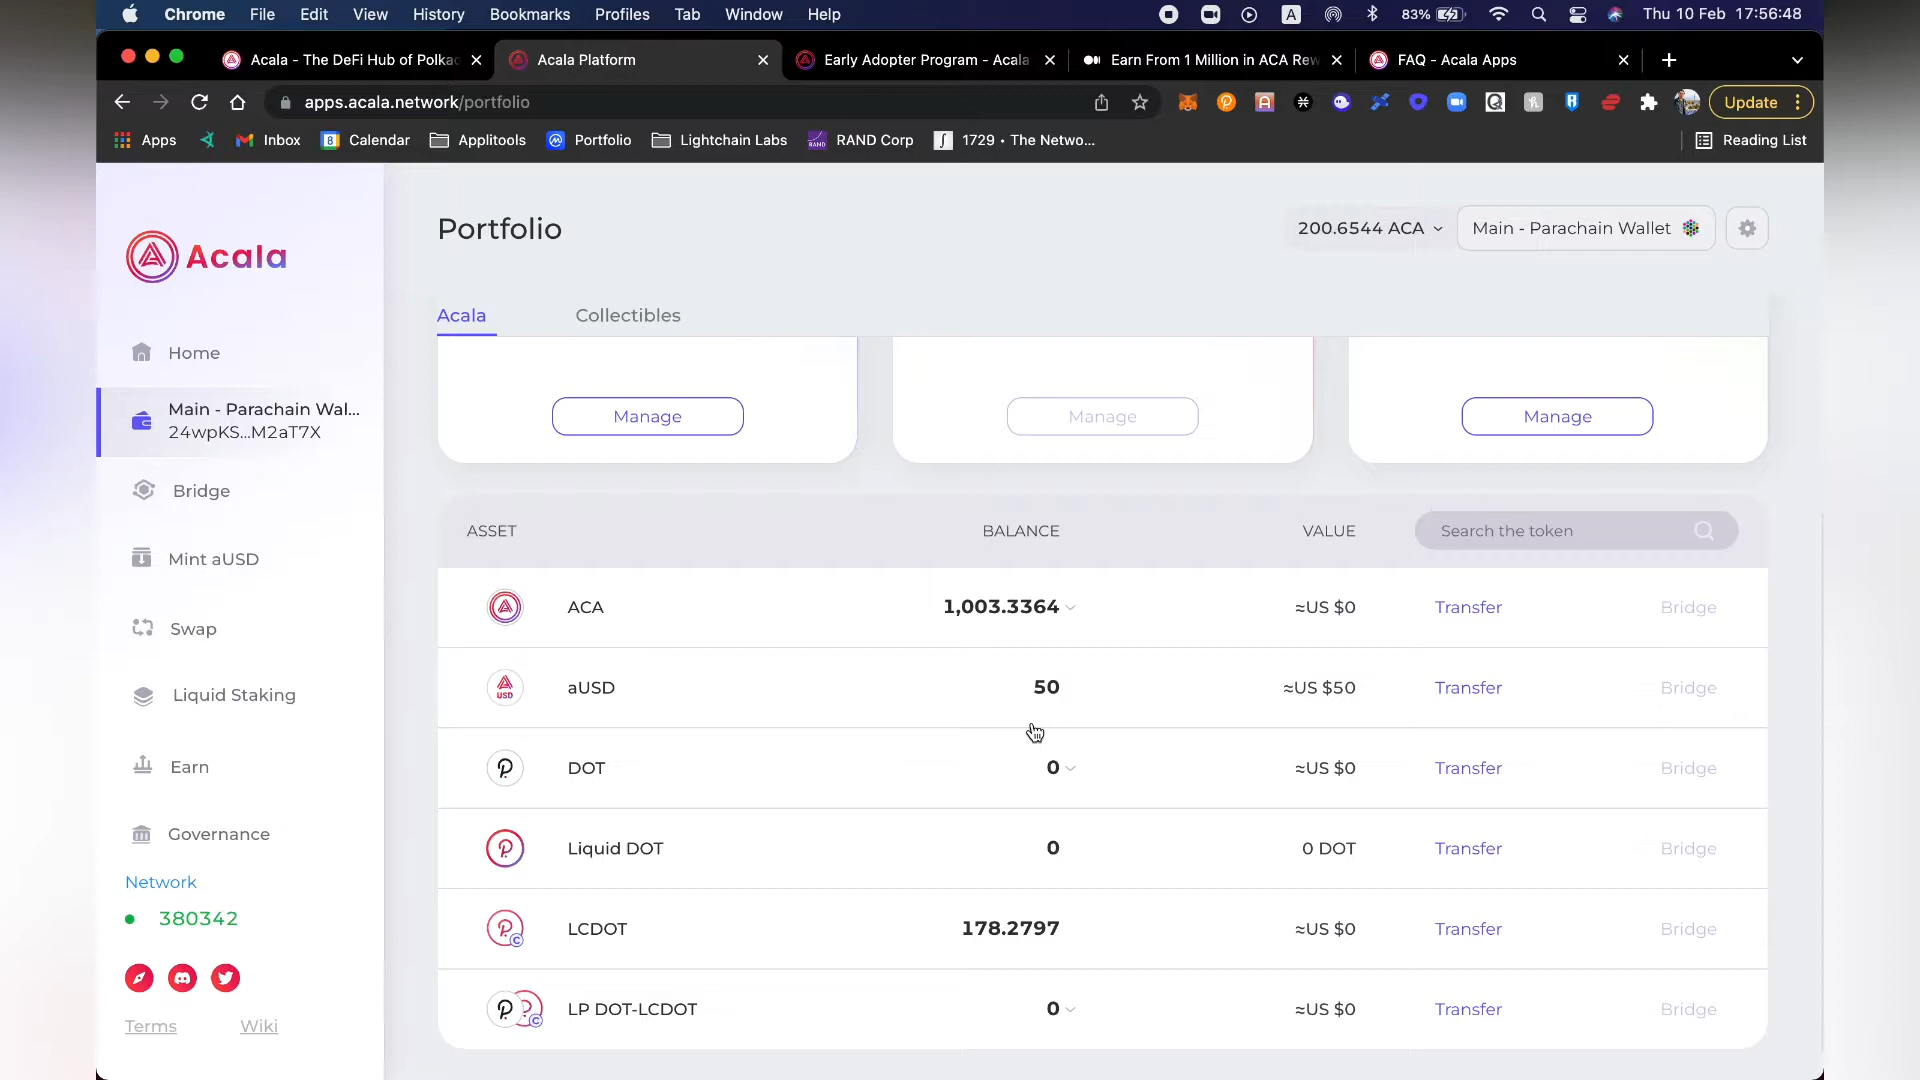 Chrome File Edit View History Bookmarks Profiles Tab Window Help A 83% Thu 10 Feb 17:56:48
Acala - The DeFi Hub of Polka Acala Platform Early Adopter Program - Acala Earn From 1 Million in ACA Rew FAQ - Acala Apps
apps.acala.network/portfolio Update
Apps Inbox 8 Calendar Applitools Portfolio Lightchain Labs RAND RAND Corp 1729 • The Netwo... Reading List
Acala
Portfolio
200.6544 ACA Main - Parachain Wallet
Acala Collectibles
Home
Main - Parachain Wal...
24wpKS...M2aT7X
Bridge
Mint aUSD
Swap
Liquid Staking
Earn
Governance
Network
380342
Terms Wiki
Manage Manage Manage
ASSET BALANCE VALUE Search the token
ACA 1,003.3364 ≈US $0 Transfer Bridge
USD aUSD 50 ≈US $50 Transfer Bridge
DOT 0 ≈US $0 Transfer Bridge
Liquid DOT 0 0 DOT Transfer Bridge
C LCDOT 178.2797 ≈US $0 Transfer Bridge
C LP DOT-LCDOT 0 ≈US $0 Transfer Bridge